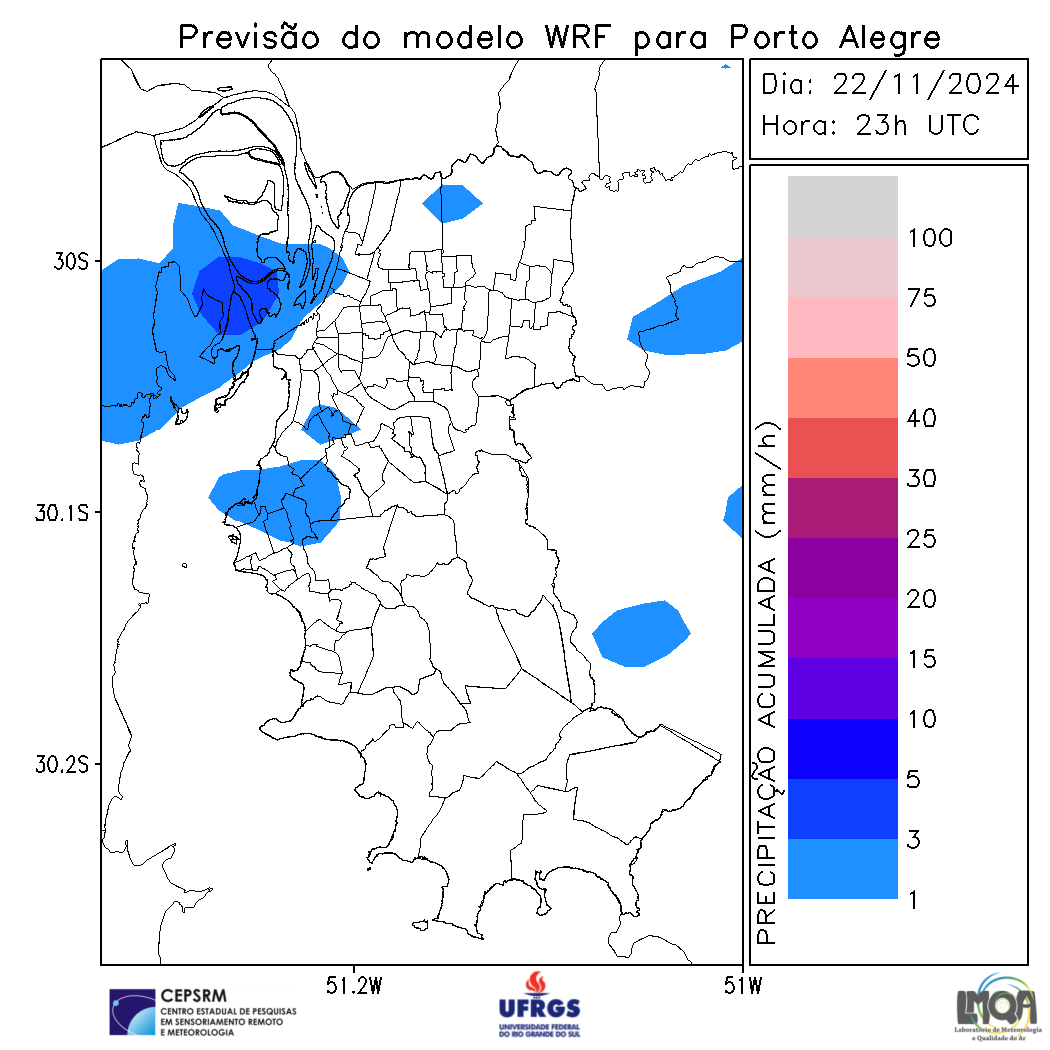 Previsão do modelo WRF para Porto Alegre
Dia: 22/11/2024
Hora: 23h UTC
30S
30.1S
30.2S
51.2W
51W
PRECIPITAÇÃO ACUMULADA (mm/h)
100
75
50
40
30
25
20
15
10
5
3
1
CEPSRM
CENTRO ESTADUAL DE PESQUISAS
EM SENSORIAMENTO REMOTO
E METEOROLOGIA
UFRGS
UNIVERSIDADE FEDERAL
DO RIO GRANDE DO SUL
LMQA
Laboratório de Meteorologia
e Qualidade do Ar